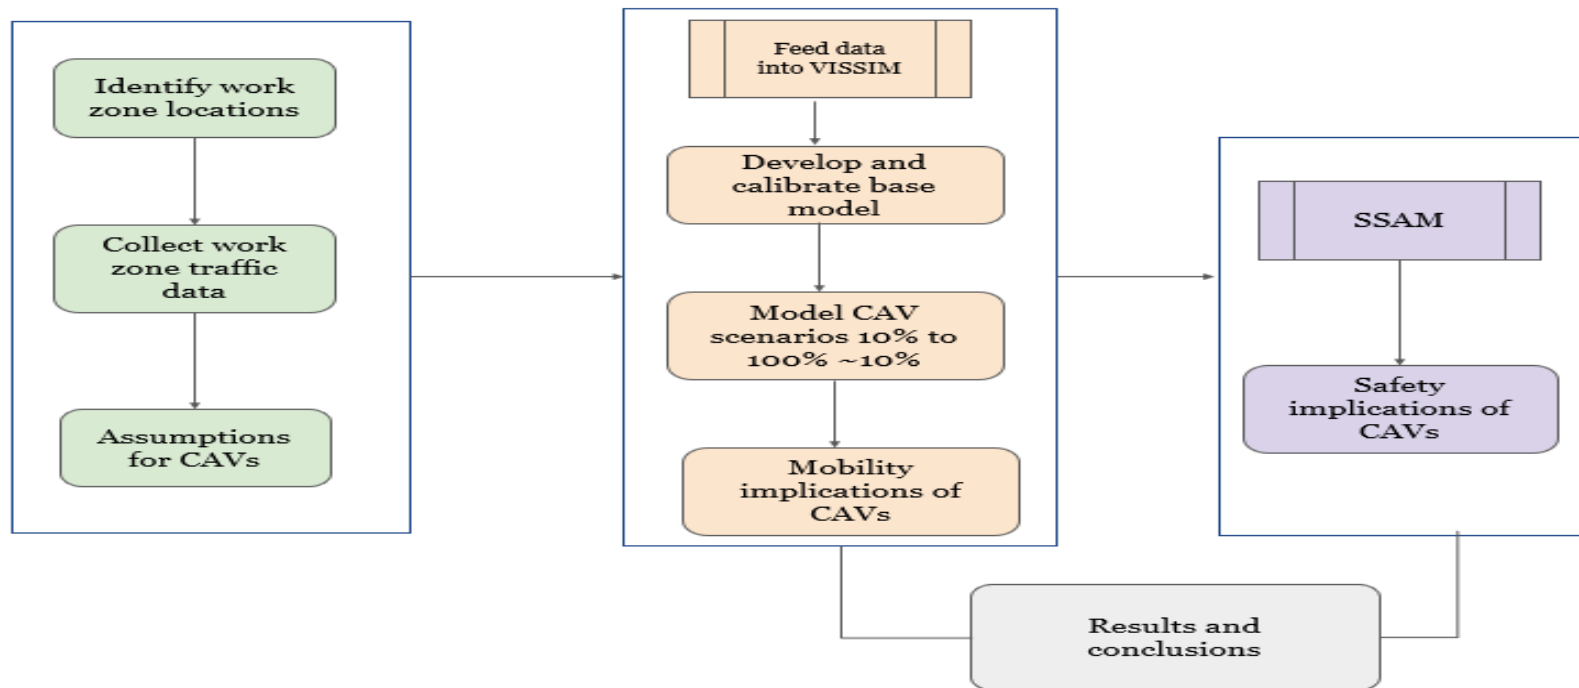 Identify work
zone locations
Collect work
zone traffic
data
Assumptions
for CAVs
Feed data
into VISSIM
Develop and
calibrate base
model
Model CAV
scenarios 10% to
100% ~10%
Mobility
implications of
CAVs
SSAM
Safety
implications of
CAVs
Results and
conclusions